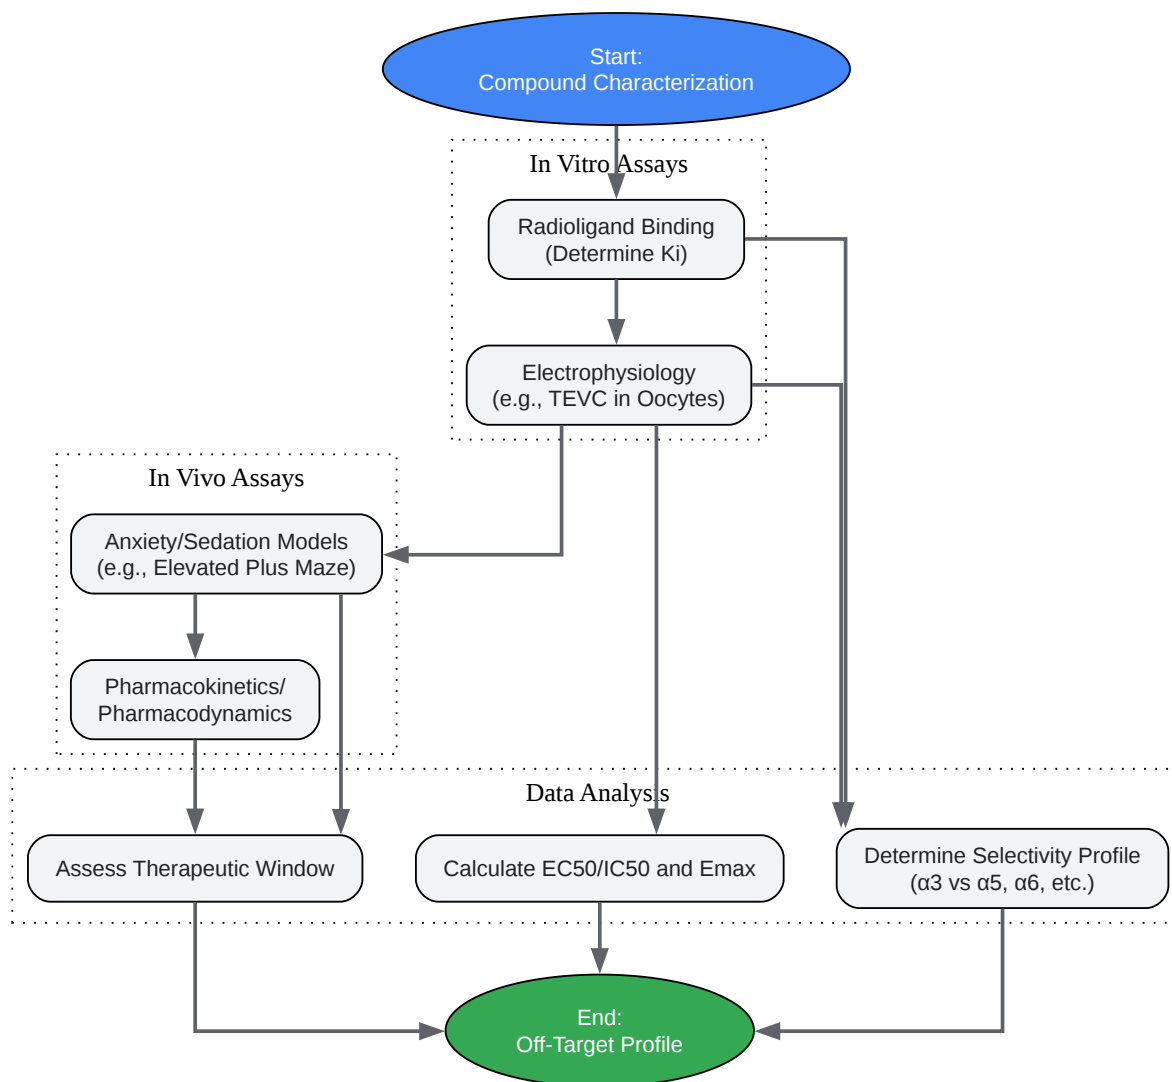 Start:
Compound Characterization
In Vitro Assays
Radioligand Binding
(Determine Ki)
Electrophysiology
(e.g., TEVC in Oocytes)
In Vivo Assays
Anxiety/Sedation Models
(e.g., Elevated Plus Maze)
Pharmacokinetics/
Pharmacodynamics
Data Analysis
Assess Therapeutic Window
Calculate EC50/IC50 and Emax
Determine Selectivity Profile
(α3 vs α5, α6, etc.)
End:
Off-Target Profile